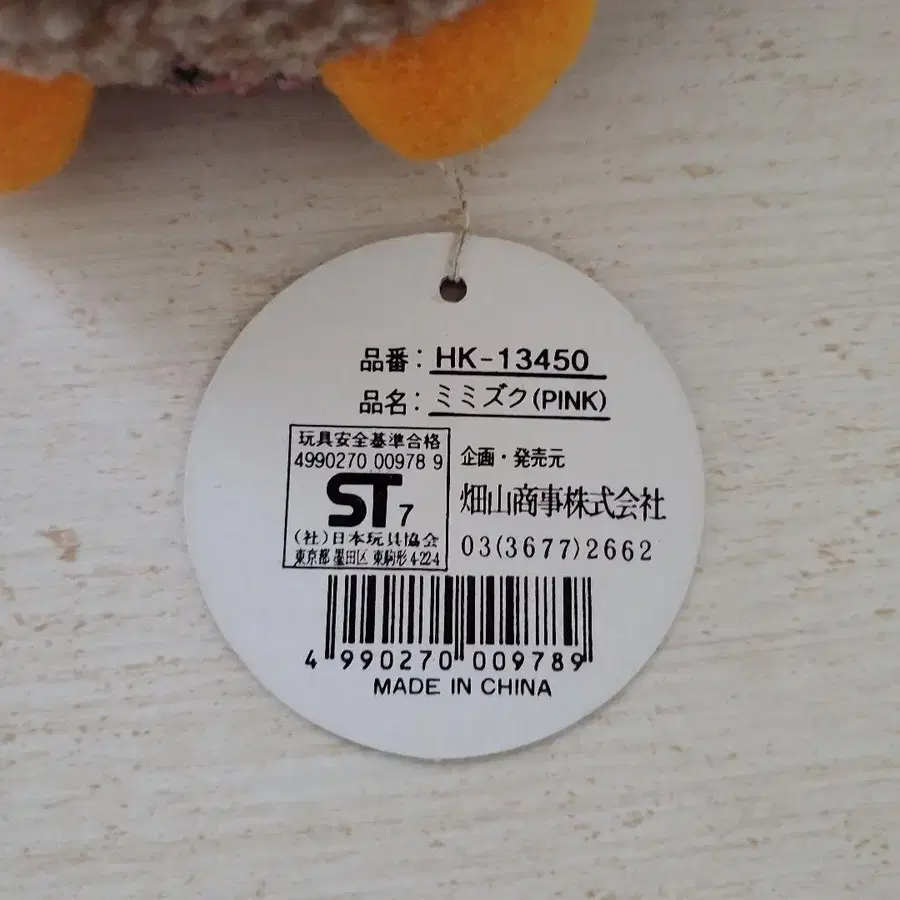 品番: HK-13450
品名: ミミズク(PINK)
玩具安全基準合格
4990270 00978 9
ST 7
(社)日本玩具協会
東京都墨田区東駒形4-22-4
企画・発売元
畑山商事株式会社
03(3677)2662
4 990270 009789
MADE IN CHINA